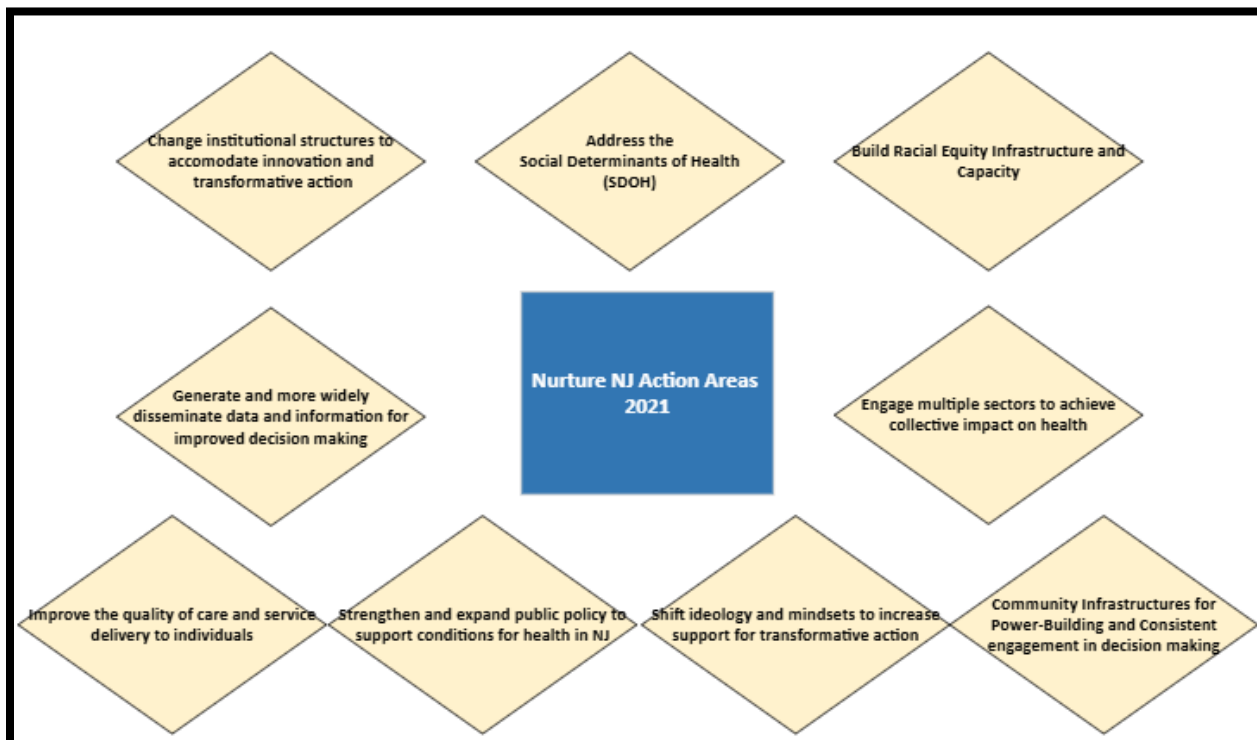 Change institutional structures to
accomodate innovation and
transformative action
Address the
Social Determinants of Health
(SDOH)
Build Racial Equity Infrastructure and
Capacity
Generate and more widely
disseminate data and information for
improved decision making
Nurture NJ Action Areas
2021
Engage multiple sectors to achieve
collective impact on health
Improve the quality of care and service
delivery to individuals
Strengthen and expand public policy to
support conditions for health in NJ
Shift ideology and mindsets to increase
support for transformative action
Community Infrastructures for
Power-Building and Consistent
engagement in decision making